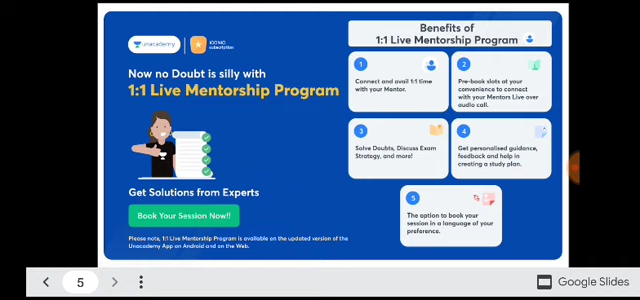 unacademy
ICONIC
subscription
Now no Doubt is silly with
1:1 Live Mentorship Program
Get Solutions from Experts
Book Your Session Now!!
Please note, 1:1 Live Mentorship Program is available on the updated version of the
Unacademy App on Android and on the Web.
Benefits of
1:1 Live Mentorship Program
1
Connect and avail 1:1 time
with your Mentor.
2
Pre-book slots at your
convenience to connect
with your Mentors Live over
audio call.
3
Solve Doubts, Discuss Exam
Strategy, and more!
4
Get personalised guidance,
feedback and help in
creating a study plan.
5
The option to book your
session in a language of your
preference.
5
Google Slides